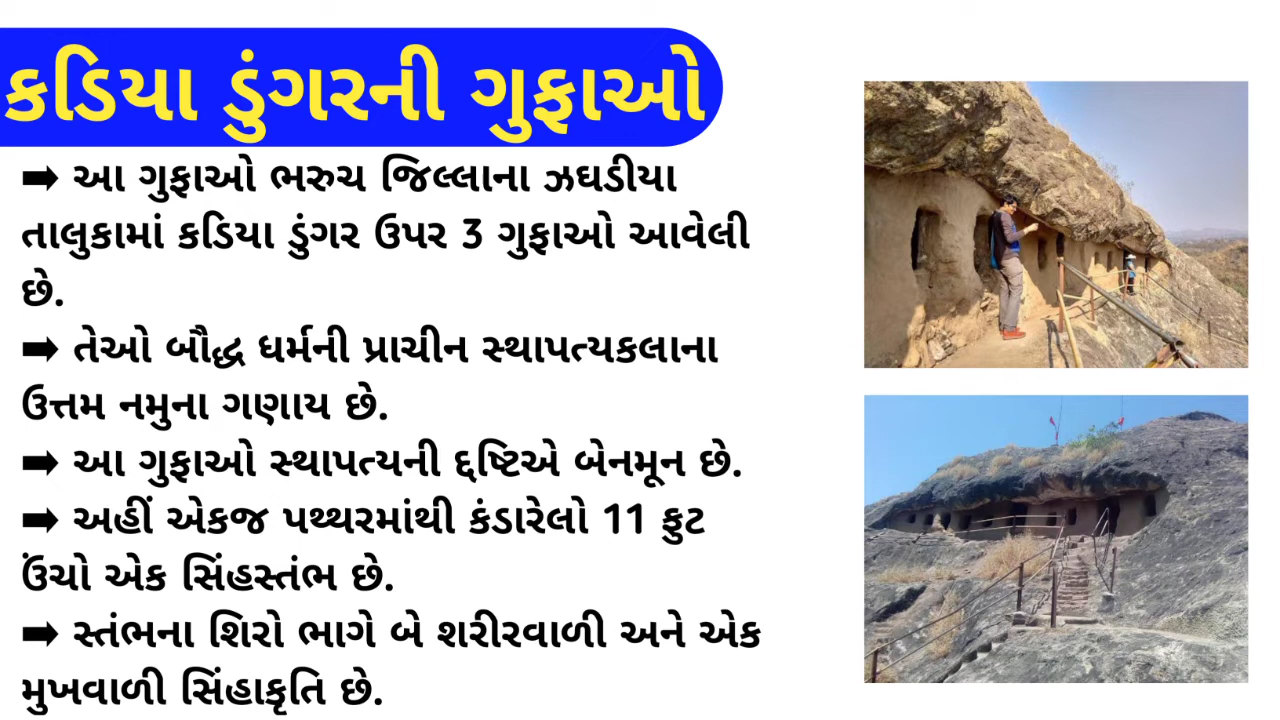 કડિયા ડુંગરની ગુફાઓ
➡ આ ગુફાઓ ભરુચ જિલ્લાના ઝઘડીયા
તાલુકામાં કડિયા ડુંગર ઉપર 3 ગુફાઓ આવેલી
છે.
➡ તેઓ બૌદ્ધ ધર્મની પ્રાચીન સ્થાપત્યકલાના
ઉત્તમ નમુના ગણાય છે.
➡ આ ગુફાઓ સ્થાપત્યની દ્દષ્ટિએ બેનમૂન છે.
➡ અહીં એકજ પથ્થરમાંથી કંડારેલો 11 ફુટ
ઉંચો એક સિંહસ્તંભ છે.
➡ સ્તંભના શિરો ભાગે બે શરીરવાળી અને એક
મુખવાળી સિંહાકૃતિ છે.